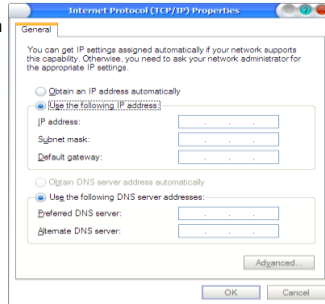 Internet Protocol (TCP/IP) Properties
General
You can get IP settings assigned automatically if your network supports
this capability. Otherwise, you need to ask your network administrator for
the appropriate IP settings.
Obtain an IP address automatically
Use the following IP address:
IP address:
Subnet mask:
Default gateway:
Obtain DNS server address automatically
Use the following DNS server addresses:
Preferred DNS server:
Alternate DNS server:
Advanced...
OK Cancel